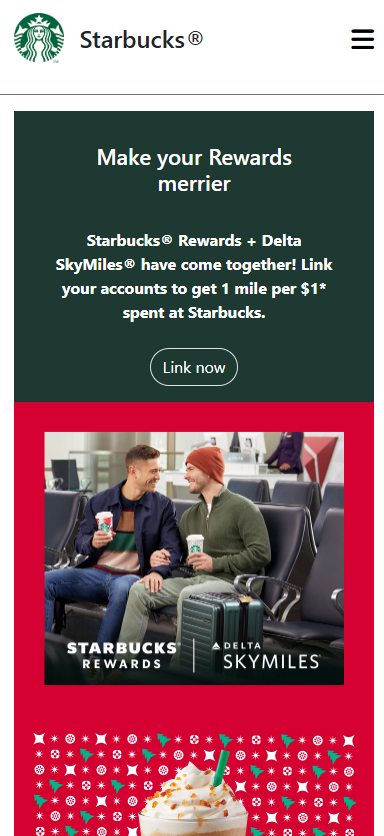 Starbucks®
Make your Rewards
merrier
Starbucks® Rewards + Delta
SkyMiles® have come together! Link
your accounts to get 1 mile per $1*
spent at Starbucks.
Link now
STARBUCKS®
REWARDS
DELTA
SKYMILES®